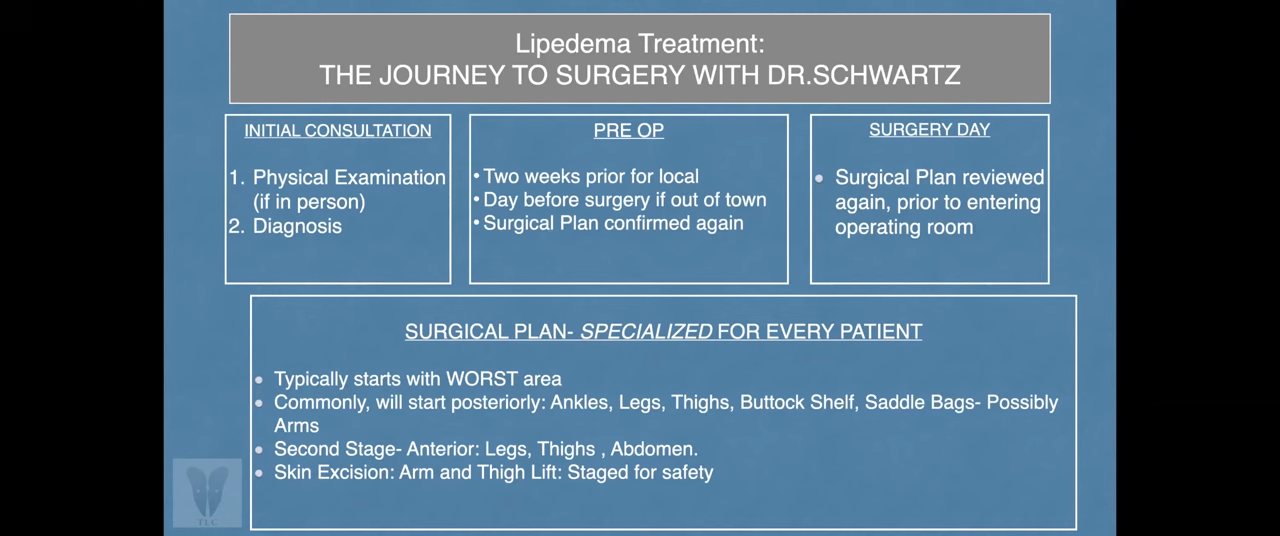 Lipedema Treatment:
THE JOURNEY TO SURGERY WITH DR.SCHWARTZ
INITIAL CONSULTATION
1. Physical Examination
(if in person)
2. Diagnosis
PRE OP
• Two weeks prior for local
• Day before surgery if out of town
• Surgical Plan confirmed again
SURGERY DAY
• Surgical Plan reviewed
again, prior to entering
operating room
SURGICAL PLAN- SPECIALIZED FOR EVERY PATIENT
• Typically starts with WORST area
• Commonly, will start posteriorly: Ankles, Legs, Thighs, Buttock Shelf, Saddle Bags- Possibly
Arms
• Second Stage- Anterior: Legs, Thighs , Abdomen.
• Skin Excision: Arm and Thigh Lift: Staged for safety
TLC